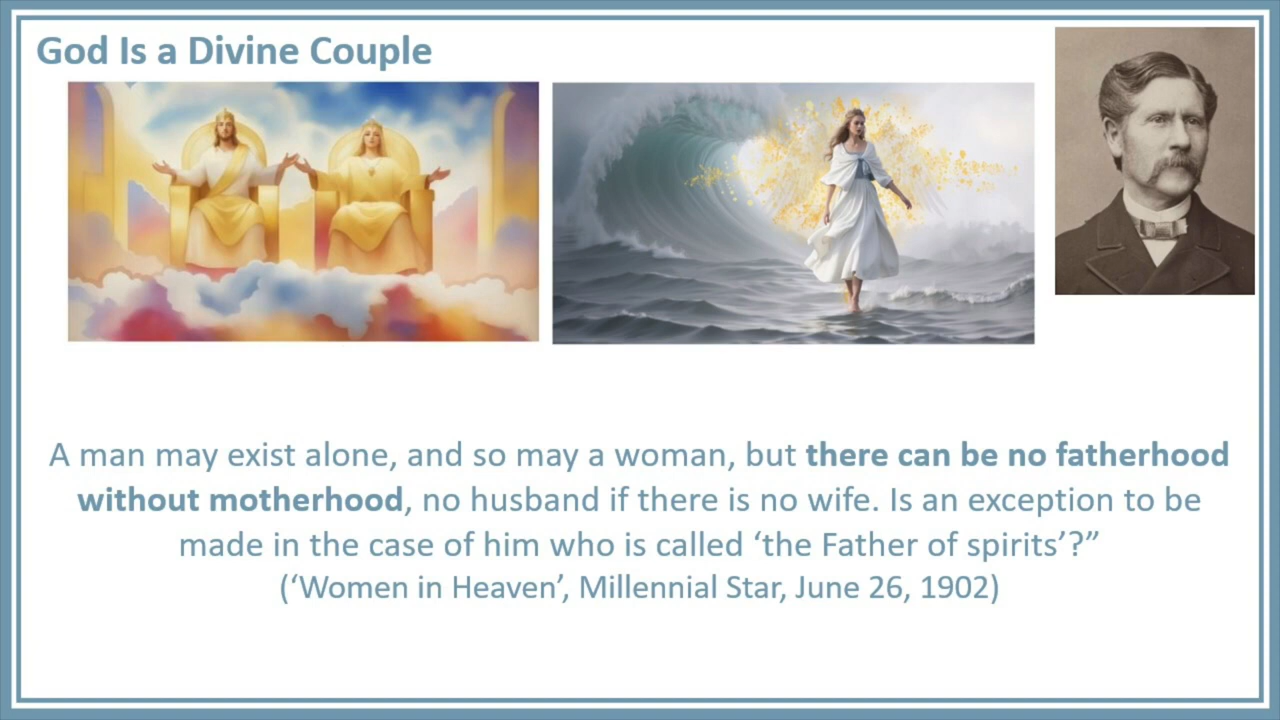 God Is a Divine Couple
A man may exist alone, and so may a woman, but there can be no fatherhood
without motherhood, no husband if there is no wife. Is an exception to be
made in the case of him who is called ‘the Father of spirits’?”
(‘Women in Heaven’, Millennial Star, June 26, 1902)